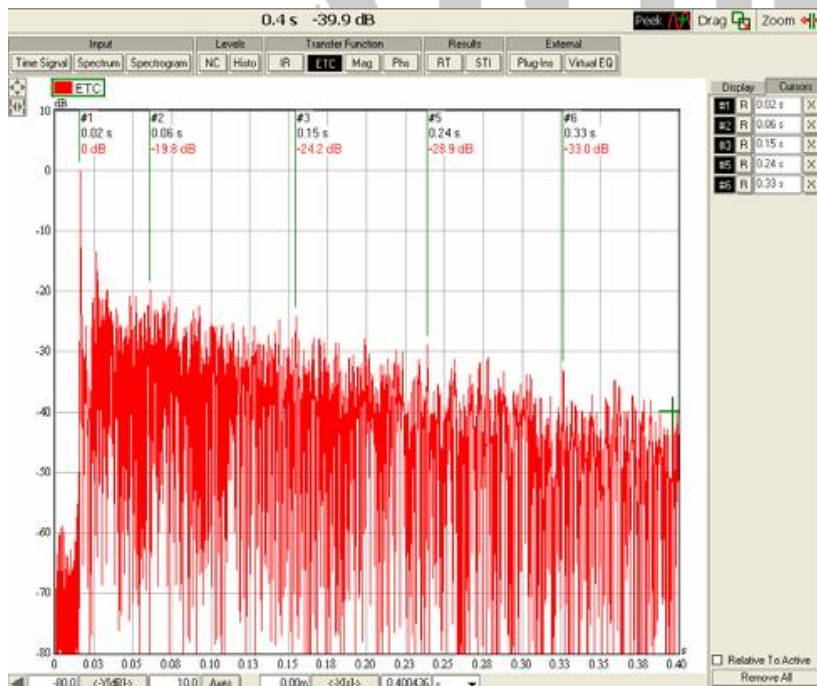 0.4 s -39.9 dB
Peek Drag Zoom
Input Levels Transfer Function Results External
Time Signal Spectrum Spectrogram NC Histo IR ETC Mag Phs RT STI Plug-Ins Virtual EQ
ETC
Display Cursors
dB
#1 #2 #3 #5 #6
0.02 s 0.06 s 0.15 s 0.24 s 0.33 s
0 dB -19.8 dB -24.2 dB -28.9 dB -33.0 dB
#1 R 0.02 s X
#2 R 0.06 s X
#3 R 0.15 s X
#5 R 0.24 s X
#6 R 0.33 s X
10
0
-10
-20
-30
-40
-50
-60
-70
-80
s
0 0.03 0.05 0.08 0.10 0.13 0.15 0.18 0.20 0.23 0.25 0.28 0.30 0.33 0.35 0.38 0.40
Relative To Active
Remove All
-80.0 <-Y(dB)-> 10.0 Axes 0.00m <-X(s)-> 0.400436